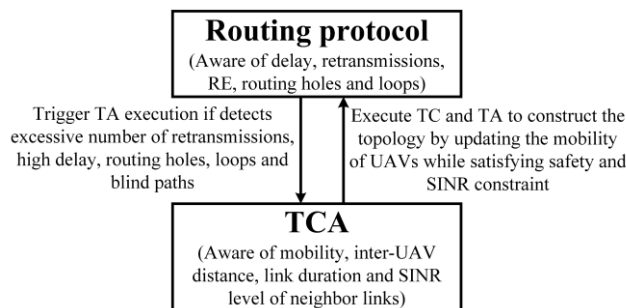 Routing protocol
(Aware of delay, retransmissions,
RE, routing holes and loops)
Trigger TA execution if detects
excessive number of retransmissions,
high delay, routing holes, loops and
blind paths
Execute TC and TA to construct the
topology by updating the mobility
of UAVs while satisfying safety and
SINR constraint
TCA
(Aware of mobility, inter-UAV
distance, link duration and SINR
level of neighbor links)